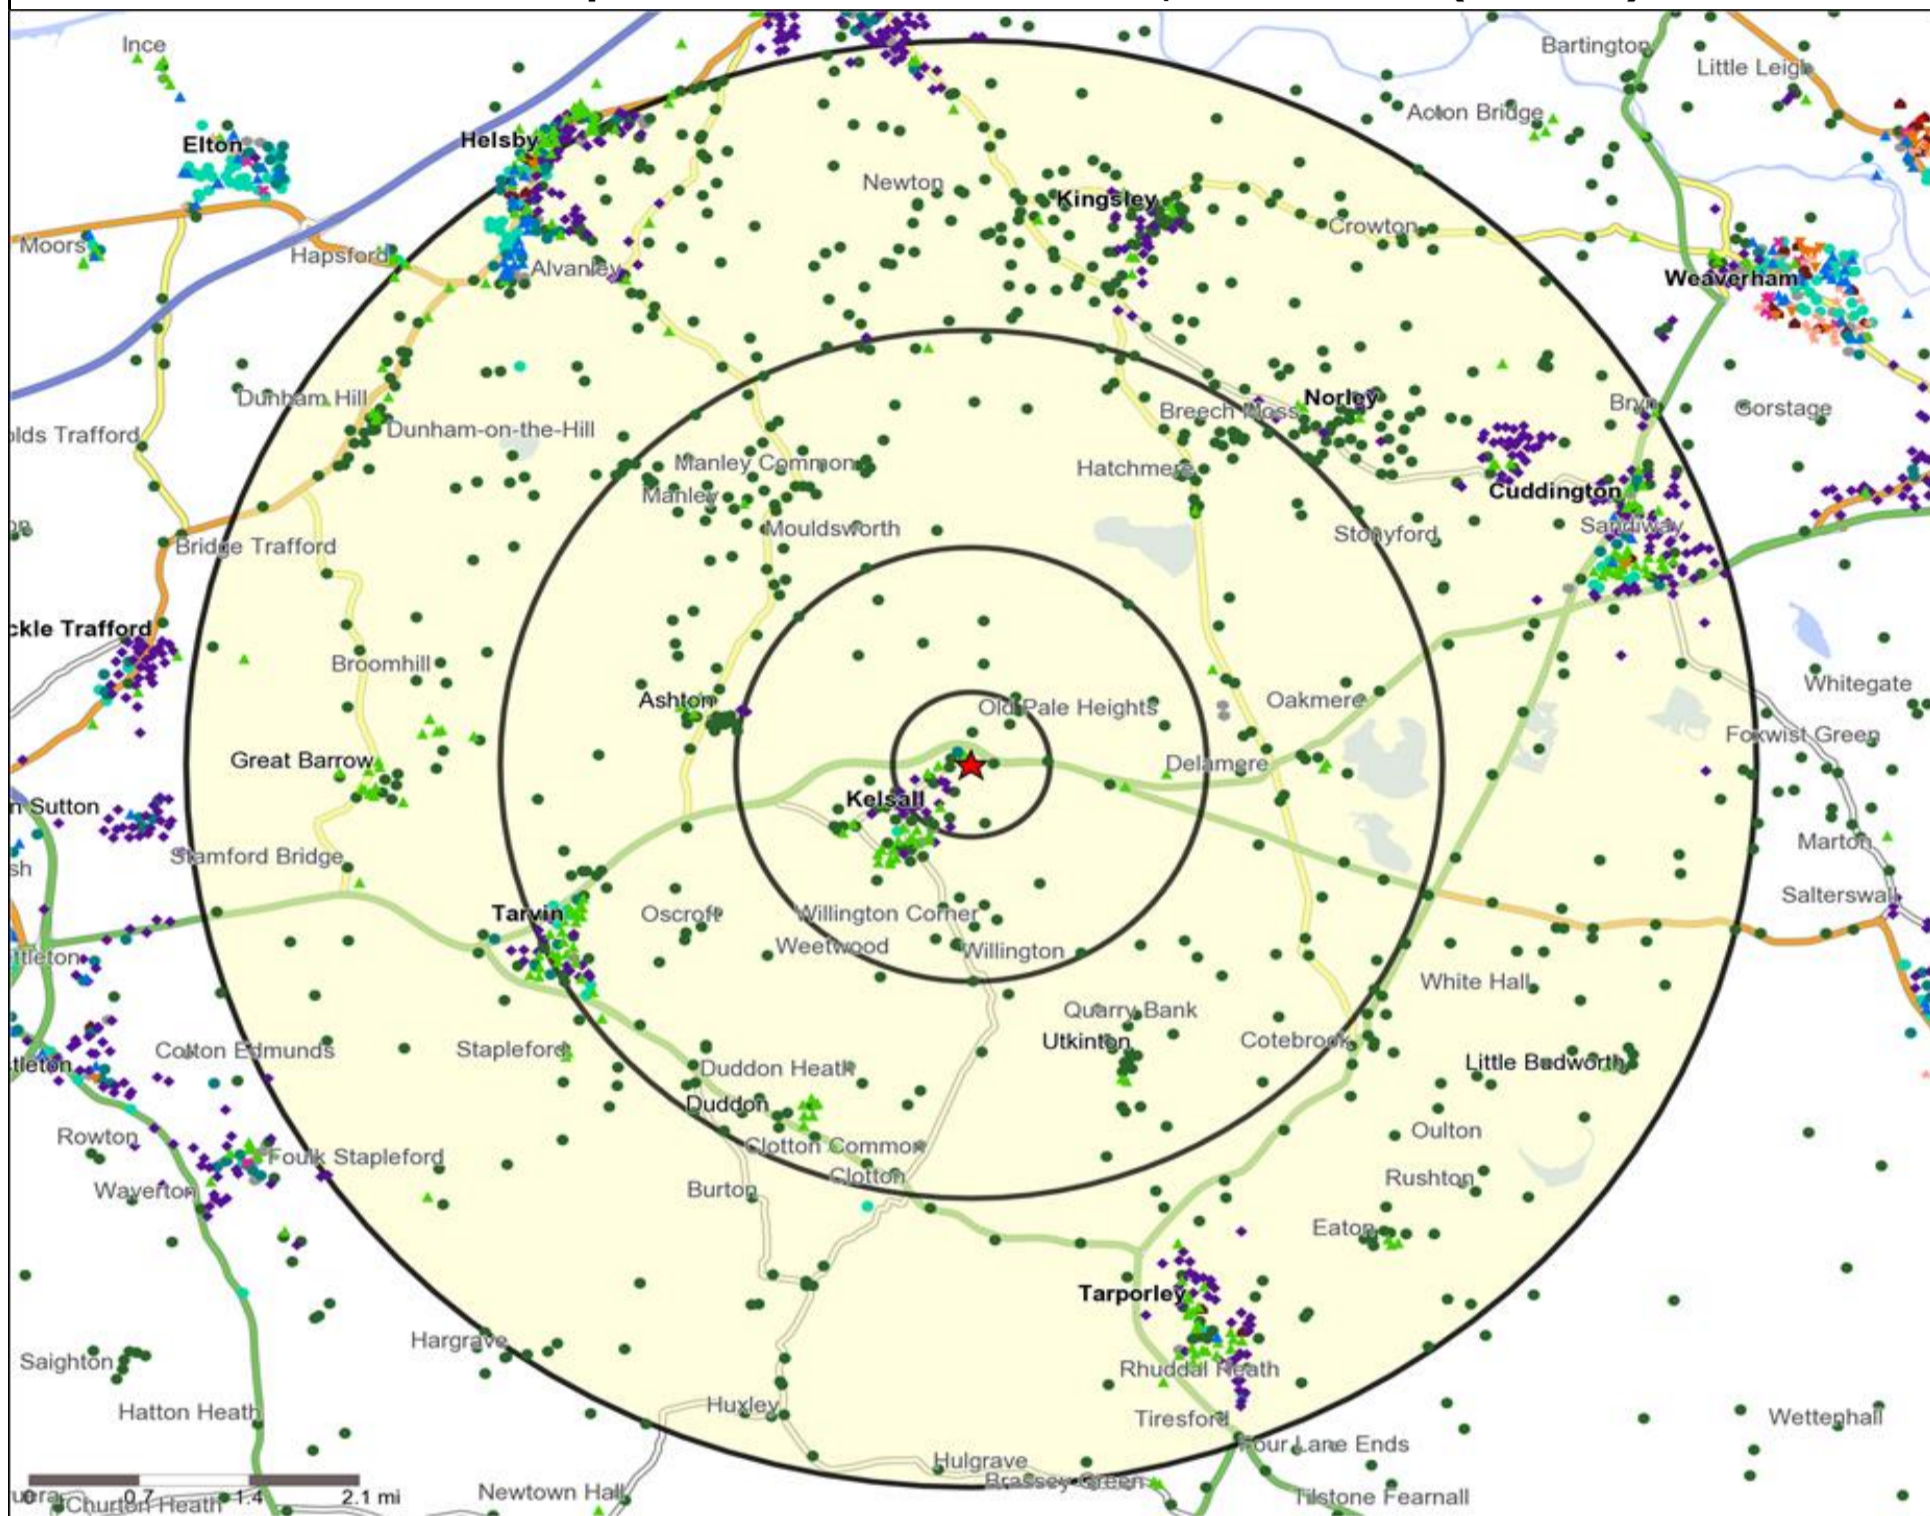 Ince
Bartington
Little Leigh
Acton Bridge
Elton
Helsby
Newton
Kingsley
Crowton
Moors
Hapsford
Alvanley
Weaverham
Dunham Hill
Norley
Bryn
Gorstage
Breech Moss
olds Trafford
Dunham-on-the-Hill
Manley Common
Hatchmere
Manley
Cuddington
Mouldsworth
Sandiway
Stonyford
Bridge Trafford
ckle Trafford
Broomhill
Whitegate
Ashton
Old Pale Heights
Oakmere
Foxwist Green
Great Barrow
Delamere
Kelsall
n Sutton
Marton
Stamford Bridge
sh
Salterswall
Tarvin
Oscroft
Willington Corner
Weetwood
Willington
ttleton
White Hall
Quarry Bank
Utkinton
Cotebrook
Cotton Edmunds
Stapleford
Little Budworth
tleton
Duddon Heath
Duddon
Rowton
Oulton
Clotton Common
Foulk Stapleford
Clotton
Rushton
Waverton
Burton
Eaton
Tarporley
Hargrave
Saighton
Rhuddal Heath
Huxley
Hatton Heath
Tiresford
Wettenhall
Four Lane Ends
Hulgrave
Brassey Green
Newtown Hall
Tilstone Fearnall
0 0.7 1.4 2.1 mi
Churton Heath